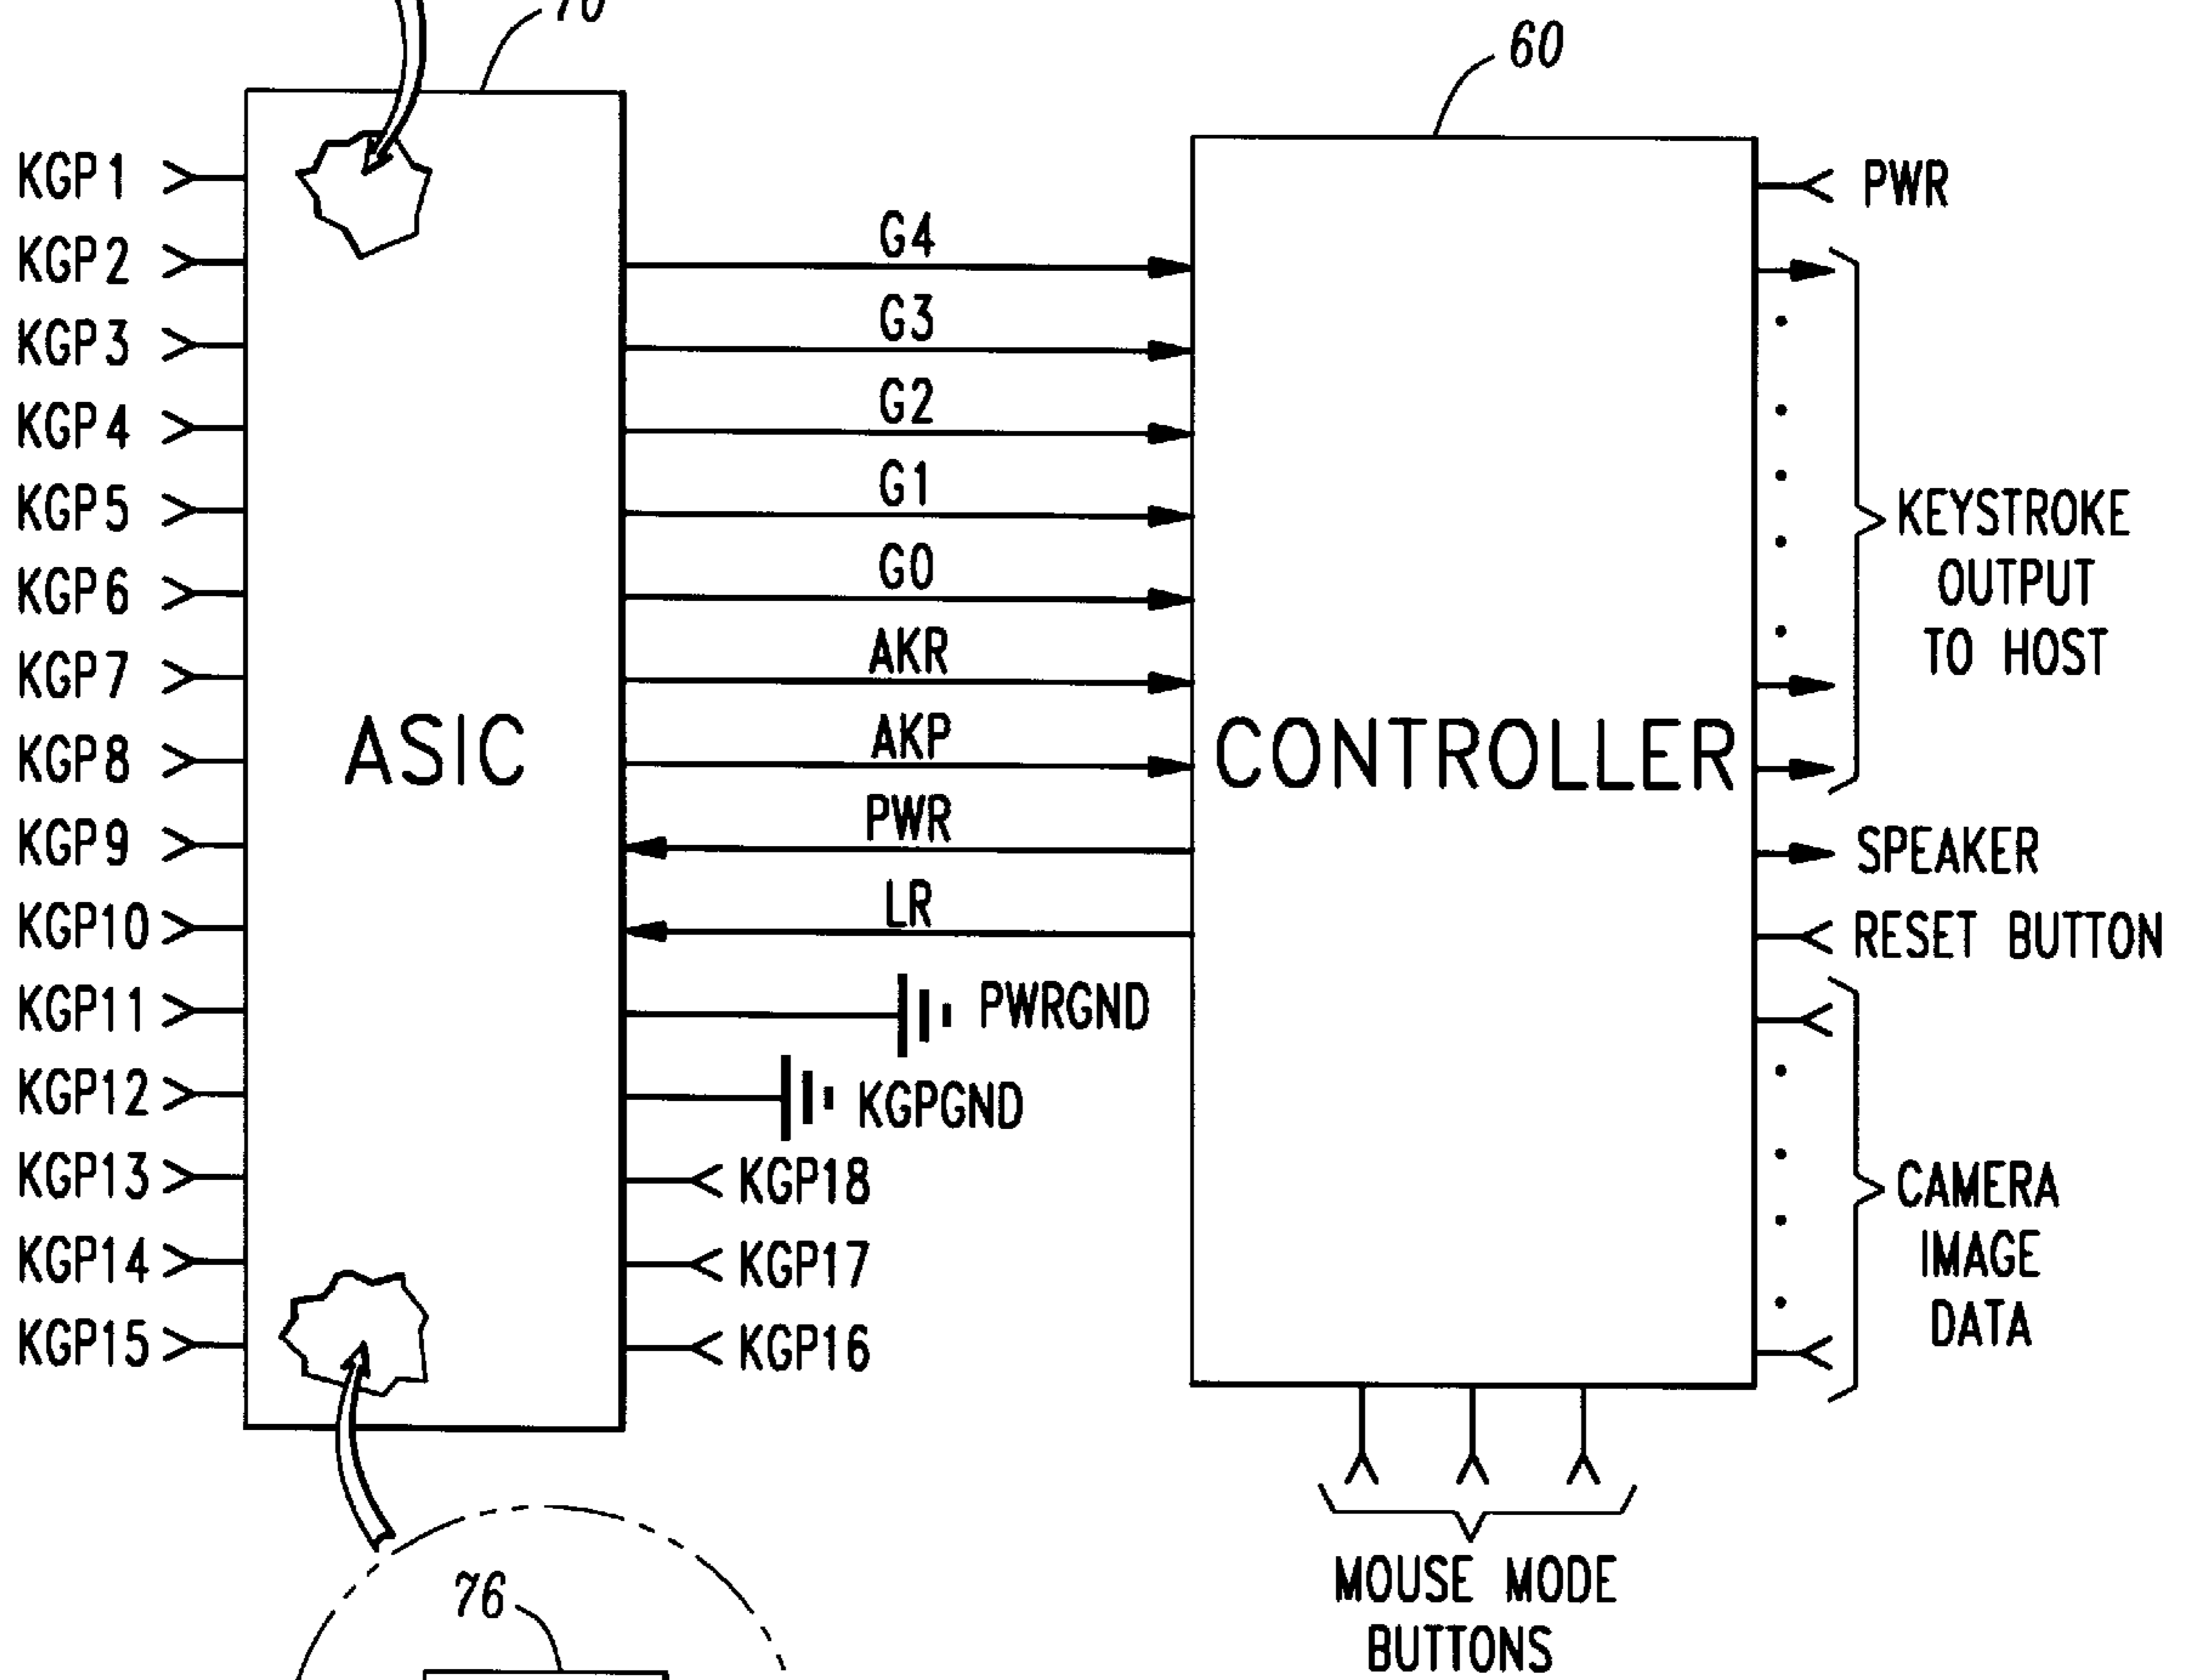 70
60
KGP1
KGP2
KGP3
KGP4
KGP5
KGP6
KGP7
KGP8
KGP9
KGP10
KGP11
KGP12
KGP13
KGP14
KGP15
ASIC
G4
G3
G2
G1
G0
AKR
AKP
PWR
LR
PWRGND
KGPGND
KGP18
KGP17
KGP16
CONTROLLER
PWR
KEYSTROKE
OUTPUT
TO HOST
SPEAKER
RESET BUTTON
CAMERA
IMAGE
DATA
MOUSE MODE
BUTTONS
76